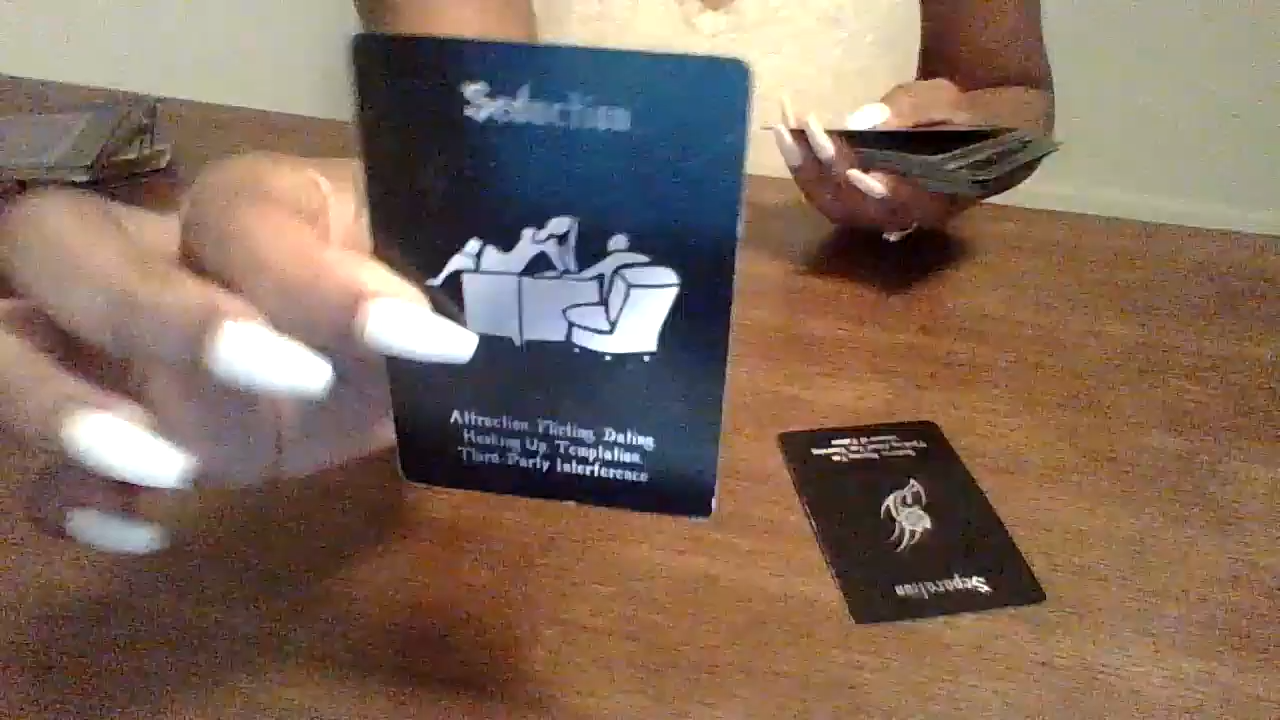 Seduction
Attraction, Flirting, Dating,
Hooking Up, Temptation,
Third-Party Interference
Separation